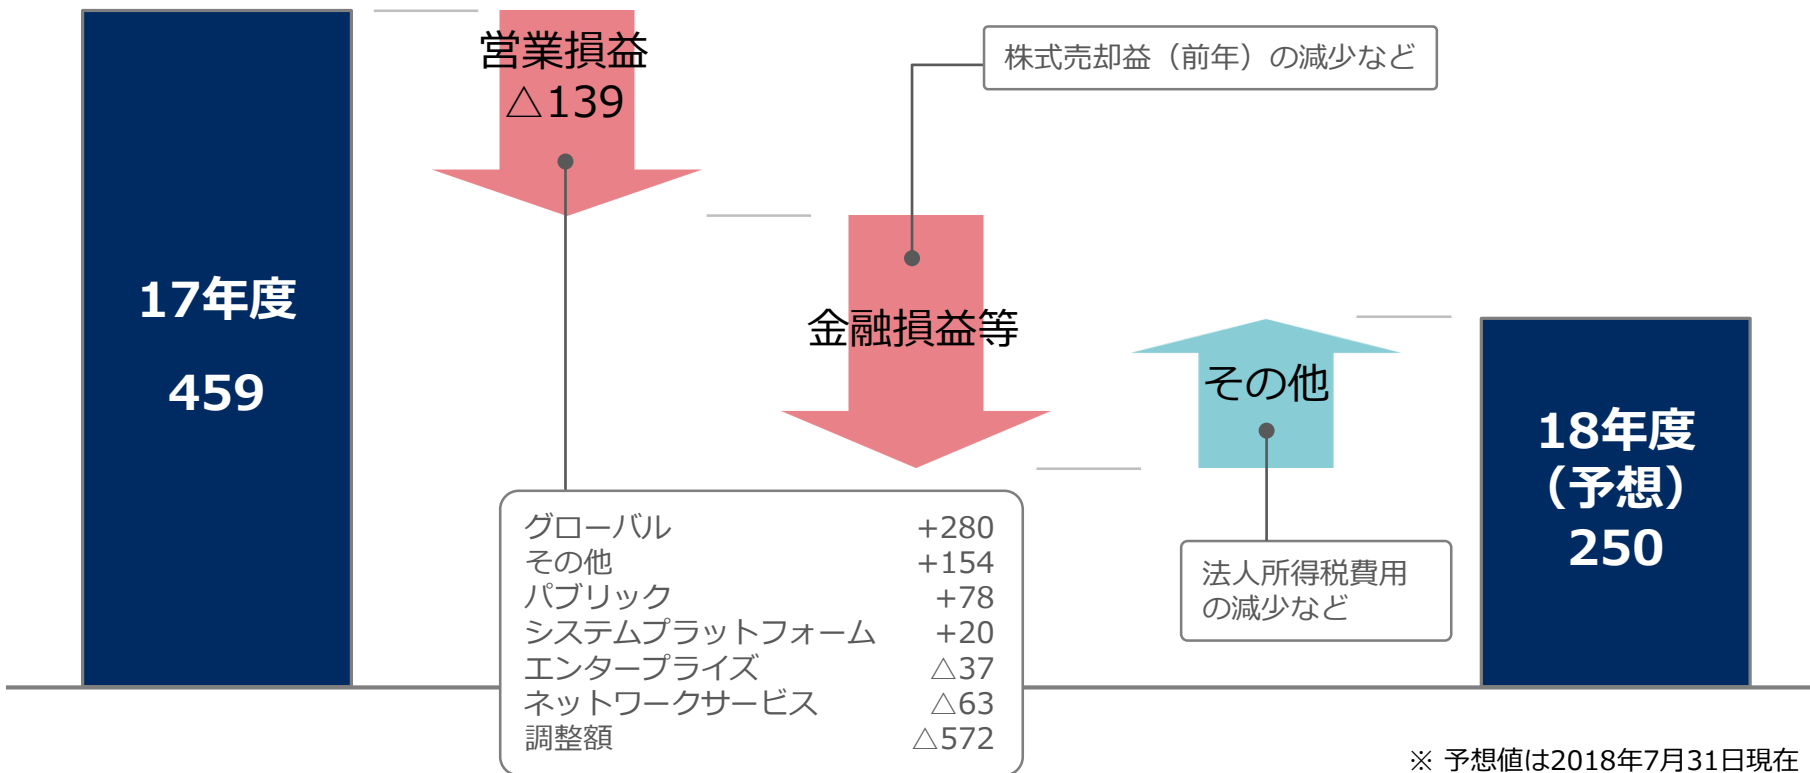 17年度
459
営業損益
△139
株式売却益（前年）の減少など
金融損益等
その他
法人所得税費用
の減少など
18年度
（予想）
250
グローバル +280
その他 +154
パブリック +78
システムプラットフォーム +20
エンタープライズ △37
ネットワークサービス △63
調整額 △572
※ 予想値は2018年7月31日現在